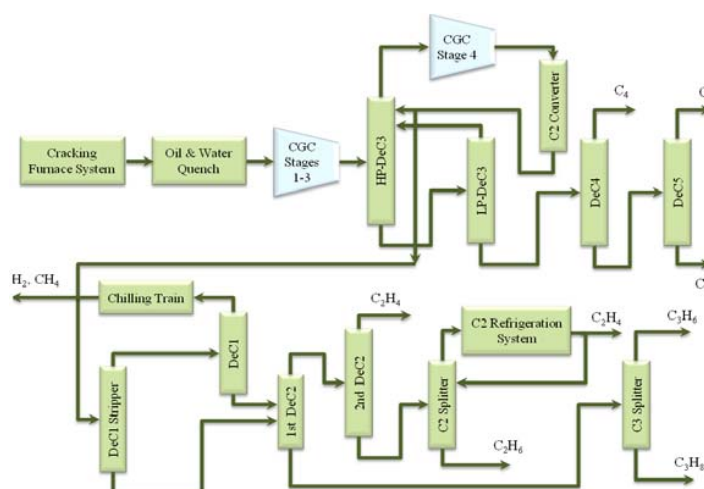 CGC
Stage 4
C2 Converter
C4
Cracking
Furnace System
Oil & Water
Quench
CGC
Stages
1-3
HP-DeC3
LP-DeC3
DeC4
DeC5
H2, CH4
Chilling Train
DeC1
DeC1 Stripper
1st DeC2
2nd DeC2
C2H4
C2 Splitter
C2 Refrigeration
System
C2H4
C2H6
C3 Splitter
C3H6
C3H8